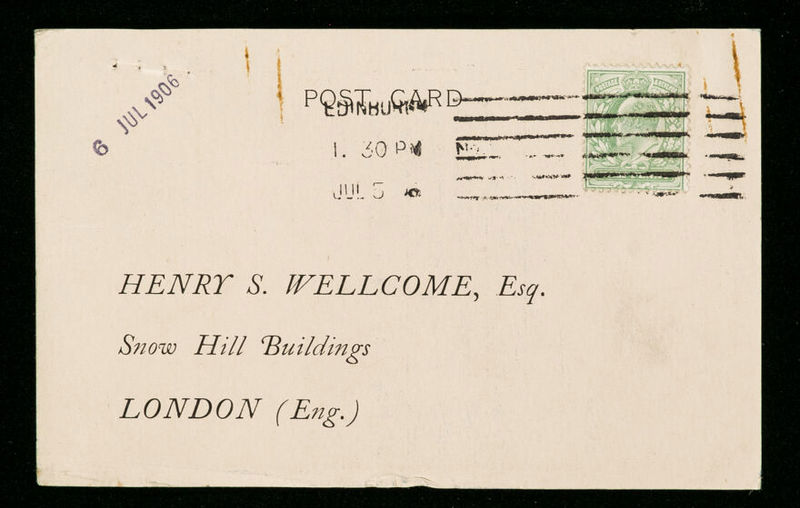 6 JUL 1906
POST CARD
EDINBURGH
1. 30 PM
JUL 5
HENRY S. WELLCOME, Esq.
Snow Hill Buildings
LONDON (Eng.)